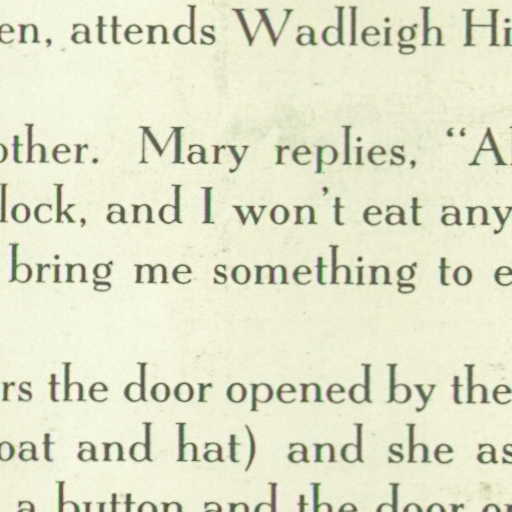 en, attends Wadleigh Hi
other. Mary replies, “Al
lock, and I won't eat any
bring me something to e
rs the door opened by the
oat and hat) and she as
a button and the door o